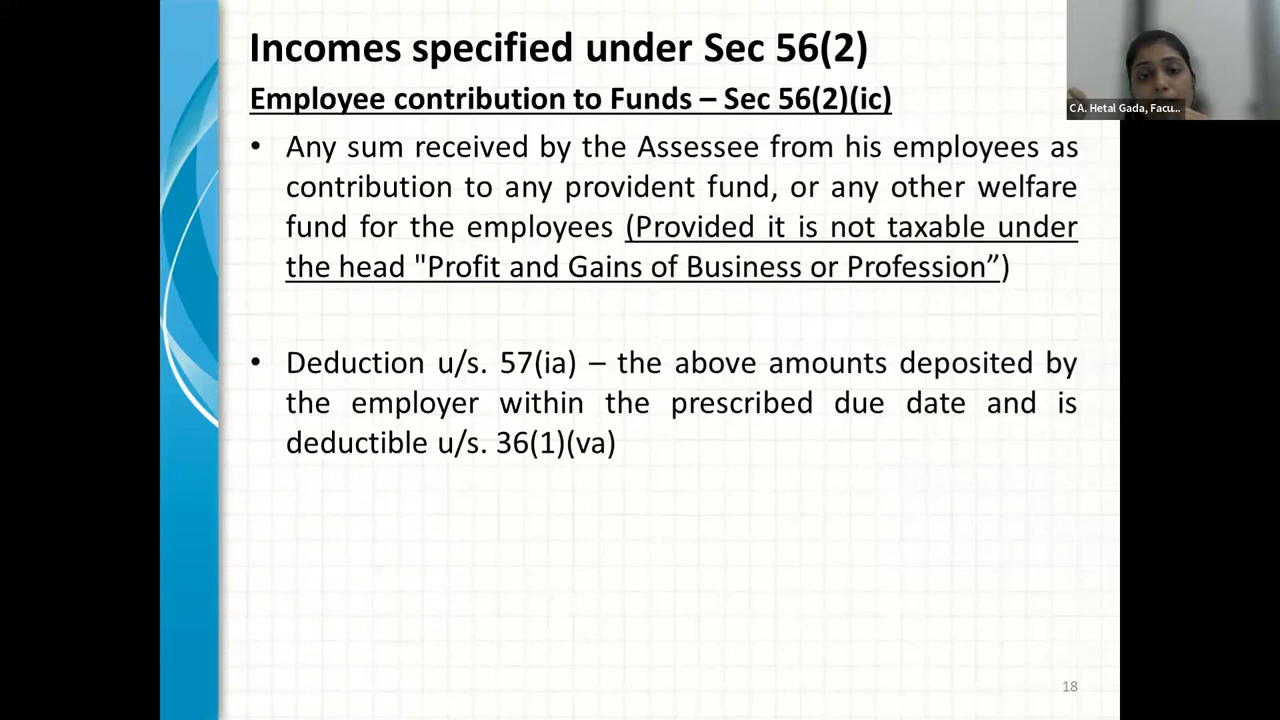 Incomes specified under Sec 56(2)
Employee contribution to Funds – Sec 56(2)(ic)
• Any sum received by the Assessee from his employees as
contribution to any provident fund, or any other welfare
fund for the employees (Provided it is not taxable under
the head "Profit and Gains of Business or Profession”)
• Deduction u/s. 57(ia) – the above amounts deposited by
the employer within the prescribed due date and is
deductible u/s. 36(1)(va)
CA. Hetal Gada, Facu...
18